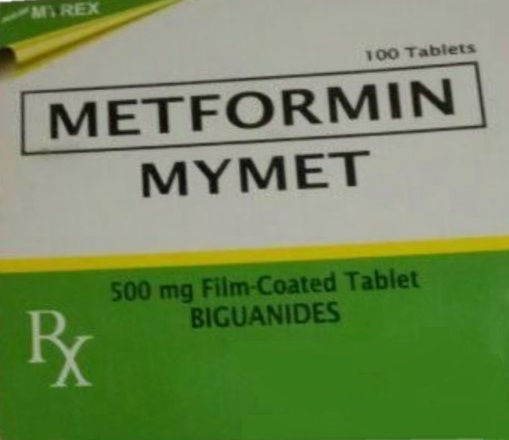 100 Tablets
METFORMIN
MYMET
500 mg Film-Coated Tablet
BIGUANIDES
Rx